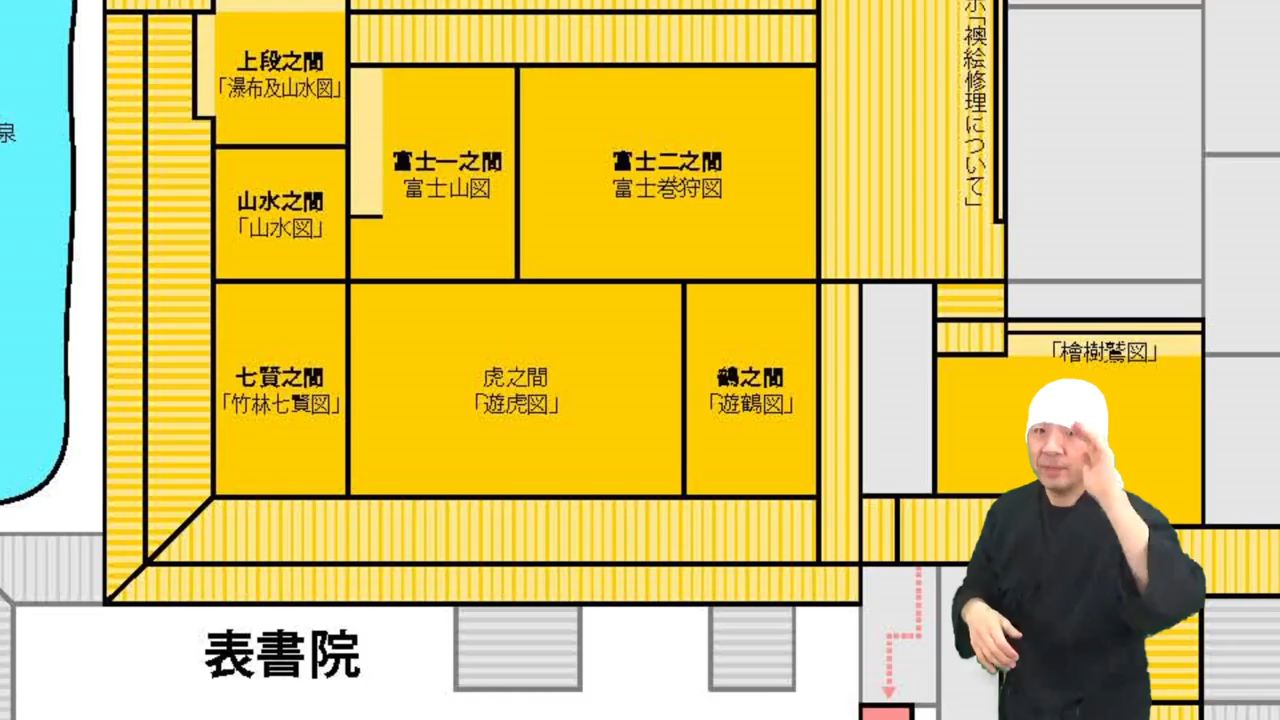 上段之間
「瀑布及山水図」
富士一之間
富士山図
富士二之間
富士巻狩図
「襖絵修理について」
泉
山水之間
「山水図」
七賢之間
「竹林七賢図」
虎之間
「遊虎図」
鶴之間
「遊鶴図」
「檜樹鷲図」
表書院